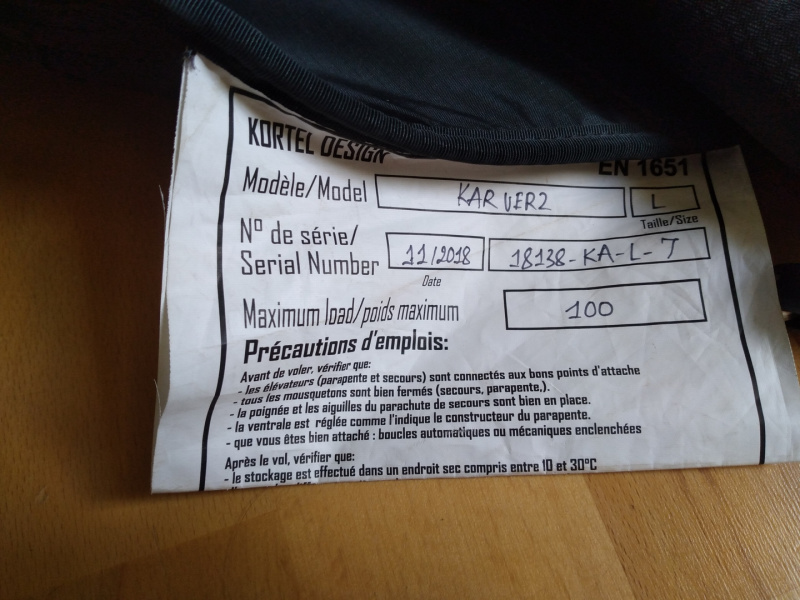 KORTEL DESIGN
EN 1651
Modèle/Model KARVER2 L
Taille/Size
N° de série/
Serial Number 11/2018 18138-KA-L-T
Date
Maximum load/poids maximum 100
Précautions d'emplois:
Avant de voler, vérifier que:
- les élévateurs (parapente et secours) sont connectés aux bons points d'attache
- tous les mousquetons sont bien fermés (secours, parapente,).
- la poignée et les aiguilles du parachute de secours sont bien en place.
- la ventrale est réglée comme l'indique le constructeur du parapente.
- que vous êtes bien attaché : boucles automatiques ou mécaniques enclenchées
Après le vol, vérifier que:
- le stockage est effectué dans un endroit sec compris entre 10 et 30°C